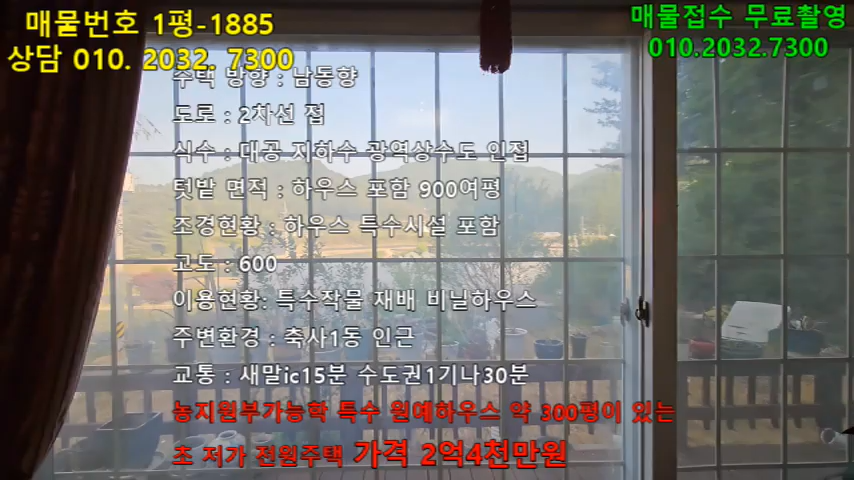 매물번호 1평-1885
상담 010. 2032. 7300
매물접수 무료촬영
010.2032.7300
주택 방향 : 남동향
도로 : 2차선 접
식수 : 대공 지하수 광역상수도 인접
텃밭 면적 : 하우스 포함 900여평
조경현황 : 하우스 특수시설 포함
고도 : 600
이용현황: 특수작물 재배 비닐하우스
주변환경 : 축사1동 인근
교통 : 새말ic15분 수도권1기나30분
농지원부가능학 특수 원예하우스 약 300평이 있는
초 저가 전원주택 가격 2억4천만원